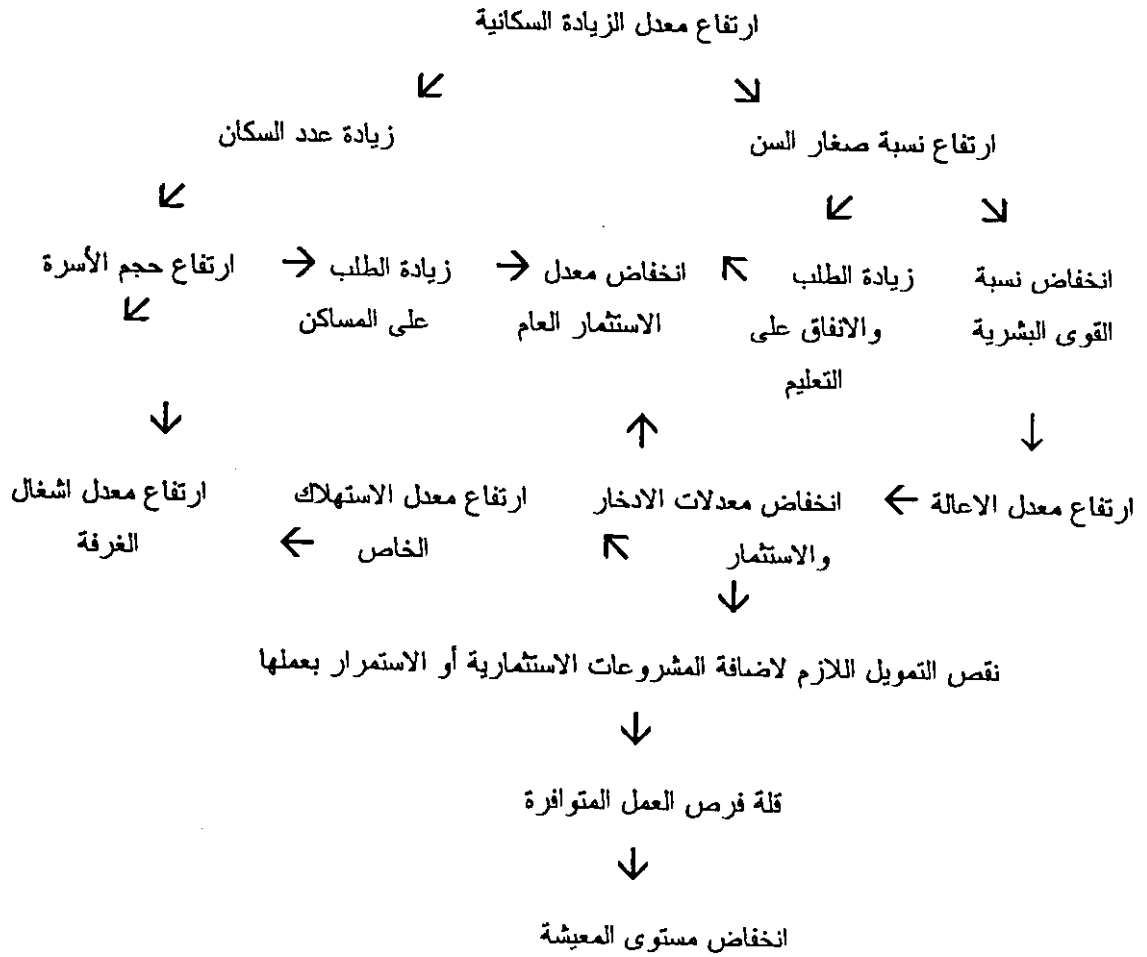 ارتفاع معدل الزيادة السكانية
ارتفاع نسبة صغار السن
زيادة عدد السكان
انخفاض نسبة
القوى البشرية
زيادة الطلب
والانفاق على
التعليم
انخفاض معدل
الاستثمار العام
زيادة الطلب
على المساكن
ارتفاع حجم الأسرة
ارتفاع معدل الاعالة
انخفاض معدلات الادخار
والاستثمار
ارتفاع معدل الاستهلاك
الخاص
ارتفاع معدل اشغال
الغرفة
نقص التمويل اللازم لاضافة المشروعات الاستثمارية أو الاستمرار بعملها
قلة فرص العمل المتوافرة
انخفاض مستوى المعيشة